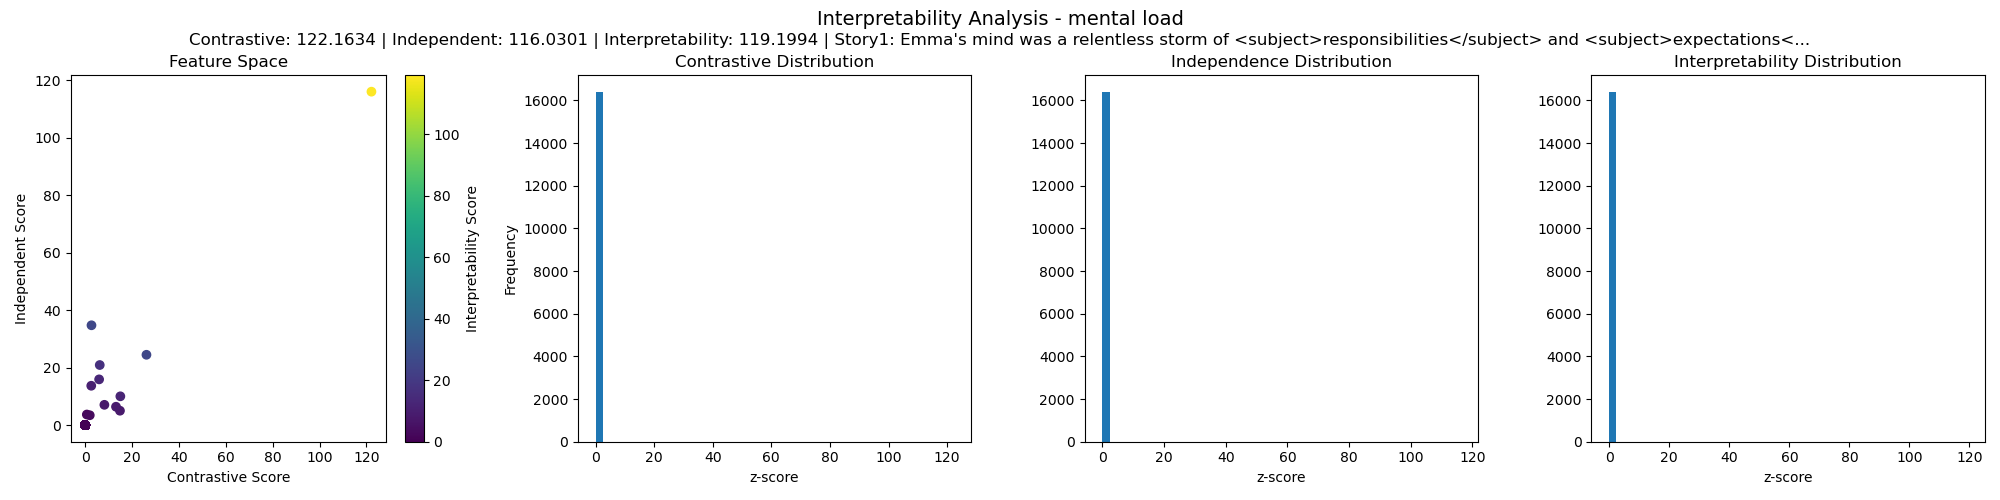 Interpretability Analysis - mental load
Contrastive: 122.1634 | Independent: 116.0301 | Interpretability: 119.1994 | Story1: Emma's mind was a relentless storm of <subject>responsibilities</subject> and <subject>expectations<...
Feature Space
120
100
80
60
40
20
0
Independent Score
0 20 40 60 80 100 120
Contrastive Score
100
80
60
40
20
0
Interpretability Score
Contrastive Distribution
16000
14000
12000
10000
8000
6000
4000
2000
0
Frequency
0 20 40 60 80 100 120
z-score
Independence Distribution
16000
14000
12000
10000
8000
6000
4000
2000
0
0 20 40 60 80 100 120
z-score
Interpretability Distribution
16000
14000
12000
10000
8000
6000
4000
2000
0
0 20 40 60 80 100 120
z-score